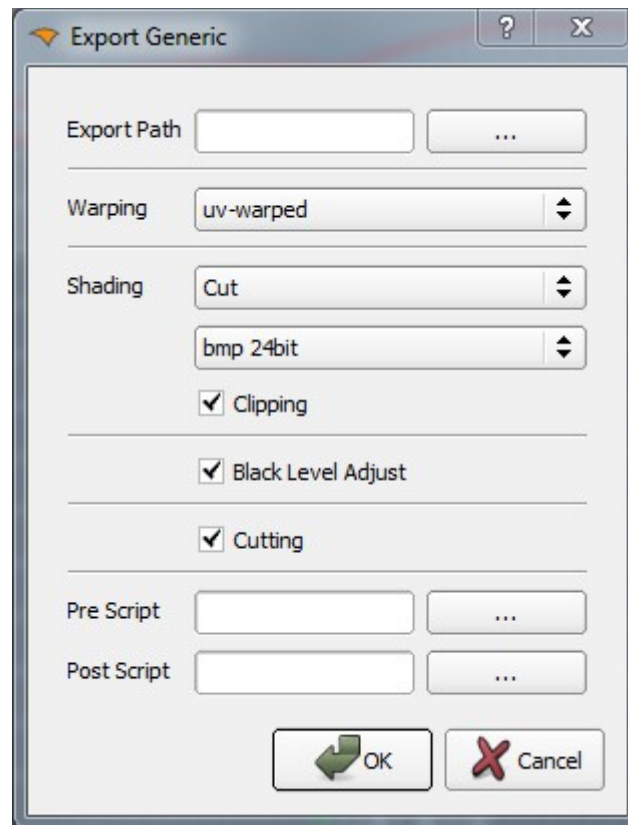 Export Generic
Export Path ...
Warping uv-warped
Shading Cut
bmp 24bit
Clipping
Black Level Adjust
Cutting
Pre Script ...
Post Script ...
OK Cancel